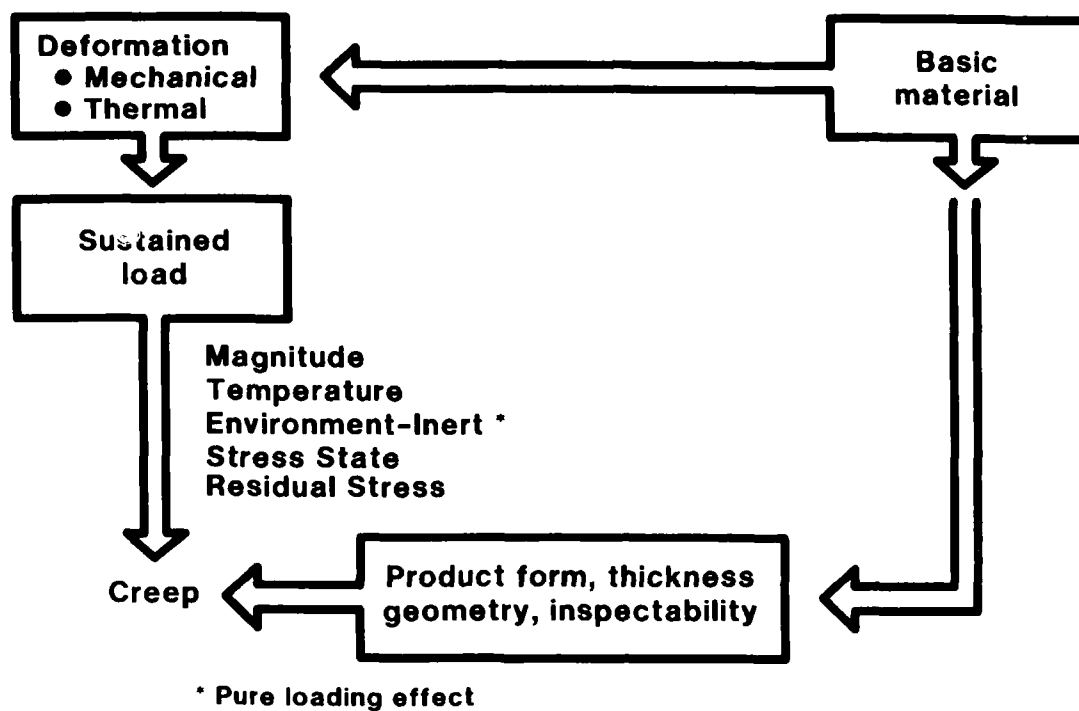 Deformation
● Mechanical
● Thermal
Basic
material
Sustained
load
Magnitude
Temperature
Environment-Inert *
Stress State
Residual Stress
Creep
Product form, thickness
geometry, inspectability
* Pure loading effect